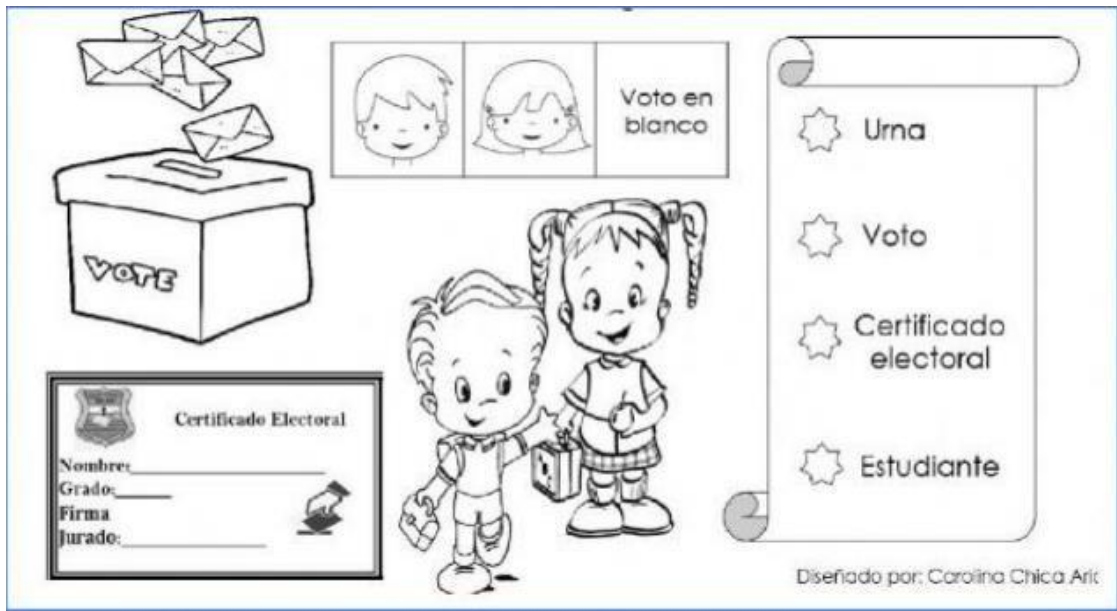 VOTE
Voto en
blanco
Urna
Voto
Certificado
electoral
Estudiante
Certificado Electoral
Nombre:
Grado:
Firma
Jurado:
Diseñado por: Carolina Chica